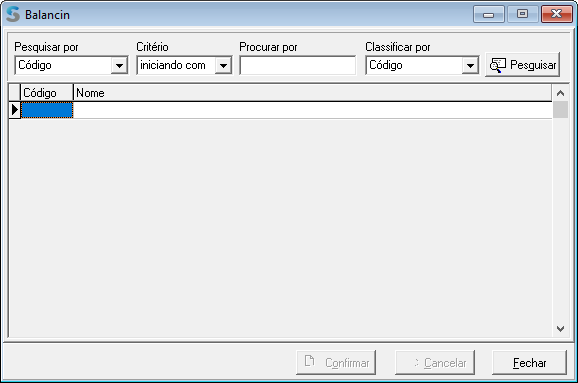 Balancin
Pesquisar por Critério Procurar por Classificar por
Código iniciando com Código Pesquisar
Código Nome
Confirmar Cancelar Fechar